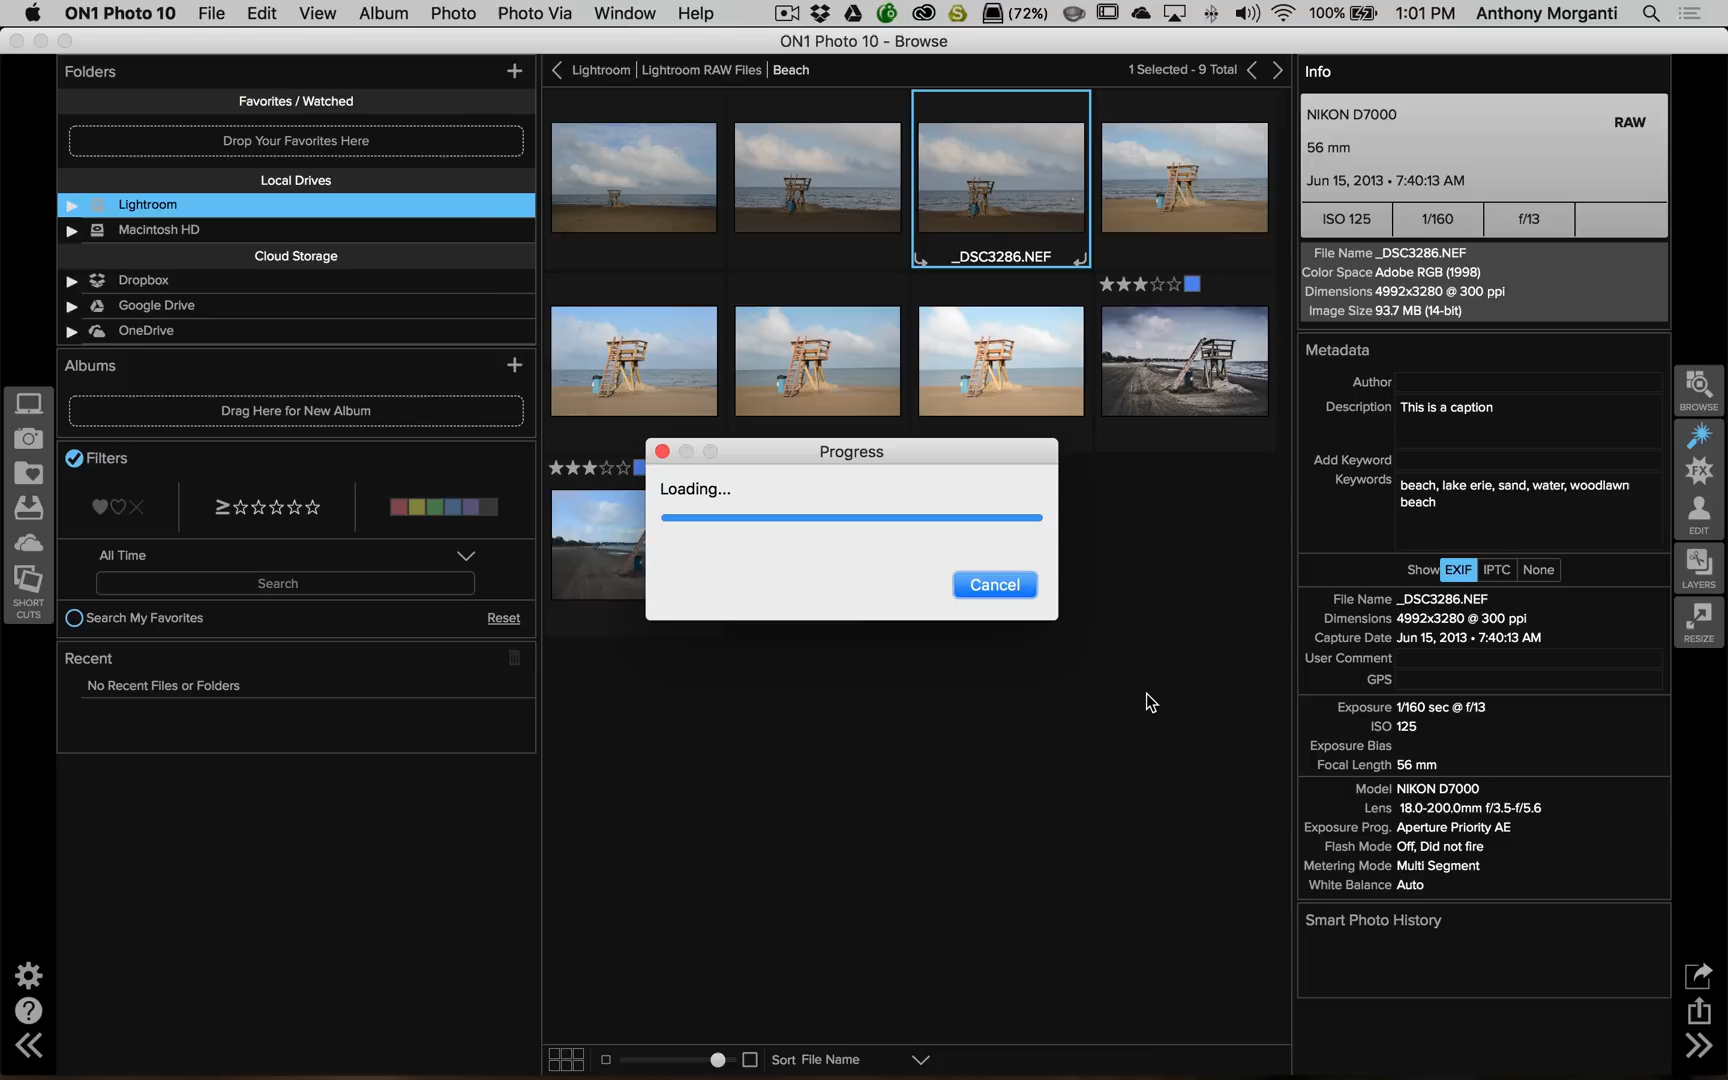 ON1 Photo 10 File Edit View Album Photo Photo Via Window Help (72%) 100% 1:01 PM Anthony Morganti
ON1 Photo 10 - Browse
Folders
Favorites / Watched
Drop Your Favorites Here
Local Drives
Lightroom
Macintosh HD
Cloud Storage
Dropbox
Google Drive
OneDrive
Albums
Drag Here for New Album
Filters
≥
All Time
Search
Search My Favorites Reset
Recent
No Recent Files or Folders
SHORT
CUTS
Lightroom | Lightroom RAW Files | Beach 1 Selected - 9 Total
_DSC3286.NEF
Progress
Loading...
Cancel
Sort File Name
Info
NIKON D7000
RAW
56 mm
Jun 15, 2013 • 7:40:13 AM
ISO 125 1/160 f/13
File Name _DSC3286.NEF
Color Space Adobe RGB (1998)
Dimensions 4992x3280 @ 300 ppi
Image Size 93.7 MB (14-bit)
Metadata
Author
Description This is a caption
Add Keyword
Keywords beach, lake erie, sand, water, woodlawn
beach
Show EXIF IPTC None
File Name _DSC3286.NEF
Dimensions 4992x3280 @ 300 ppi
Capture Date Jun 15, 2013 • 7:40:13 AM
User Comment
GPS
Exposure 1/160 sec @ f/13
ISO 125
Exposure Bias
Focal Length 56 mm
Model NIKON D7000
Lens 18.0-200.0mm f/3.5-f/5.6
Exposure Prog. Aperture Priority AE
Flash Mode Off, Did not fire
Metering Mode Multi Segment
White Balance Auto
Smart Photo History
BROWSE
FX
EDIT
LAYERS
RESIZE